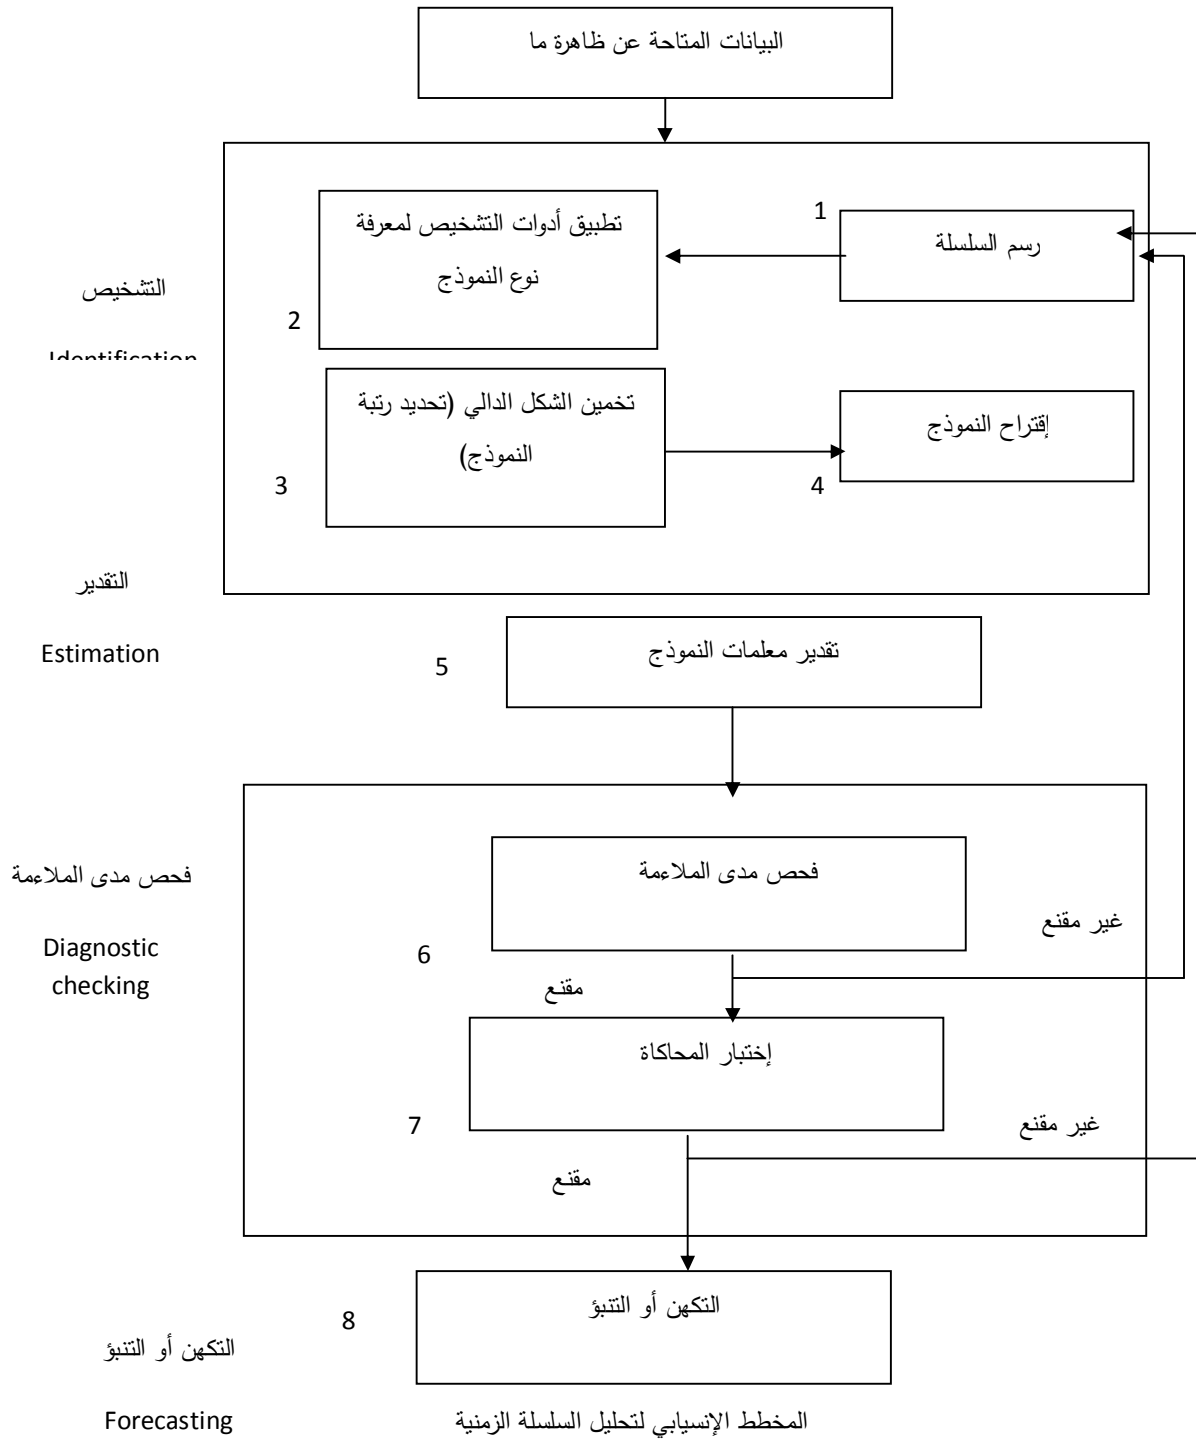 البيانات المتاحة عن ظاهرة ما
1
رسم السلسلة
تطبيق أدوات التشخيص لمعرفة
نوع النموذج
2
التشخيص
Identification
تخمين الشكل الدالي (تحديد رتبة
النموذج)
3
إقتراح النموذج
4
التقدير
Estimation
تقدير معلمات النموذج
5
فحص مدى الملاءمة
Diagnostic
checking
فحص مدى الملاءمة
6
غير مقنع
مقنع
إختبار المحاكاة
7
غير مقنع
مقنع
التكهن أو التنبؤ
8
التكهن أو التنبؤ
Forecasting
المخطط الإنسيابي لتحليل السلسلة الزمنية